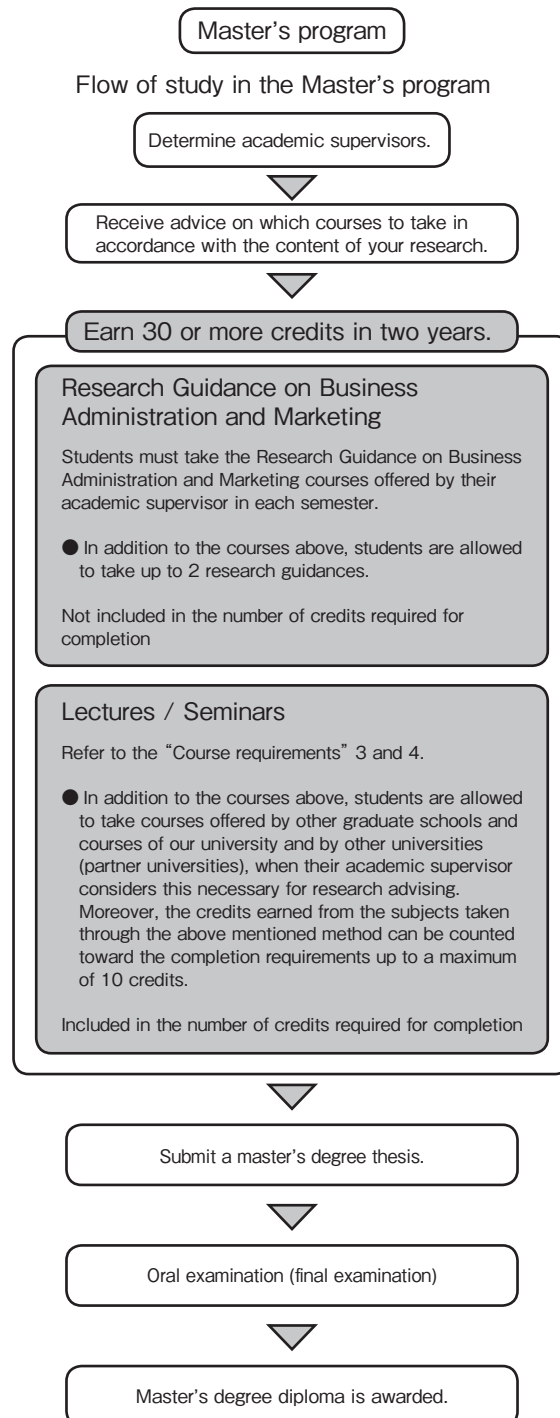 Master’s program
Flow of study in the Master’s program
Determine academic supervisors.
Receive advice on which courses to take in
accordance with the content of your research.
Earn 30 or more credits in two years.
Research Guidance on Business
Administration and Marketing
Students must take the Research Guidance on Business
Administration and Marketing courses offered by their
academic supervisor in each semester.
● In addition to the courses above, students are allowed
to take up to 2 research guidances.
Not included in the number of credits required for
completion
Lectures / Seminars
Refer to the “Course requirements” 3 and 4.
● In addition to the courses above, students are allowed
to take courses offered by other graduate schools and
courses of our university and by other universities
(partner universities), when their academic supervisor
considers this necessary for research advising.
Moreover, the credits earned from the subjects taken
through the above mentioned method can be counted
toward the completion requirements up to a maximum
of 10 credits.
Included in the number of credits required for completion
Submit a master’s degree thesis.
Oral examination (final examination)
Master’s degree diploma is awarded.